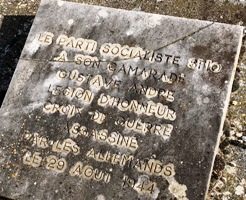 LE PARTI SOCIALISTE SFIO
A SON CAMARADE
GUSTAVE ANDRE
LEGION D'HONNEUR
CROIX DE GUERRE
ASSASSINE
PAR LES ALLEMANDS
LE 29 AOUT 1944